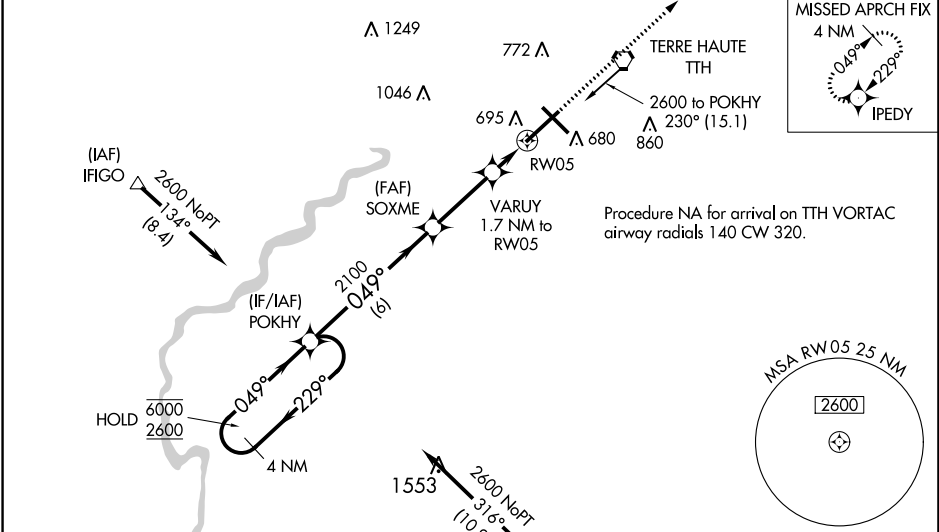 MISSED APRCH FIX
4 NM
049°
229°
IPEDY
1249
772
TERRE HAUTE
TTH
1046
2600 to POKHY
230° (15.1)
695
680
860
RW05
(IAF)
IFIGO
2600 NoPT
134°
(8.4)
(FAF)
SOXME
VARUY
1.7 NM to
RW05
Procedure NA for arrival on TTH VORTAC
airway radials 140 CW 320.
2100
049°
(6)
(IF/IAF)
POKHY
049°
229°
HOLD
6000
2600
4 NM
MSA RW05 25 NM
2600
1553
2600 NoPT
316°